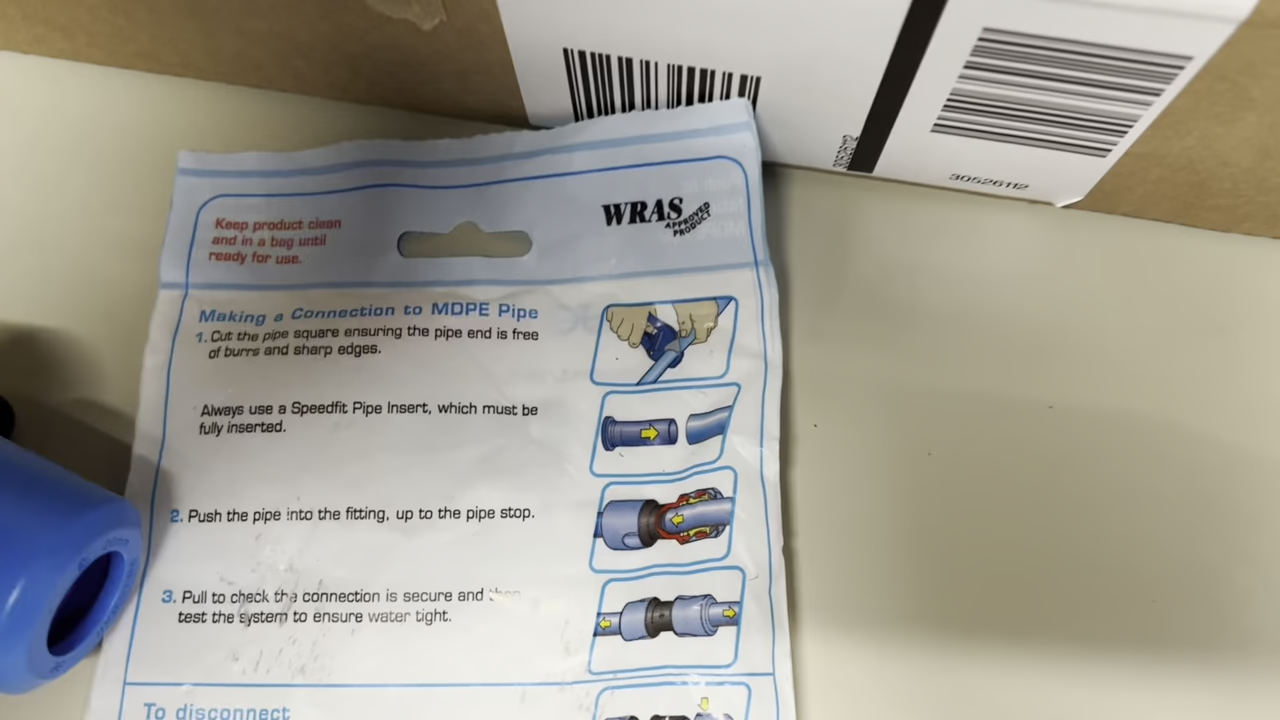 30526112
30526112
Keep product clean
and in a bag until
ready for use.
WRAS
APPROVED
PRODUCT
Making a Connection to MDPE Pipe
1. Cut the pipe square ensuring the pipe end is free
of burrs and sharp edges.
Always use a Speedfit Pipe Insert, which must be
fully inserted.
2. Push the pipe into the fitting, up to the pipe stop.
3. Pull to check the connection is secure and then
test the system to ensure water tight.
To disconnect